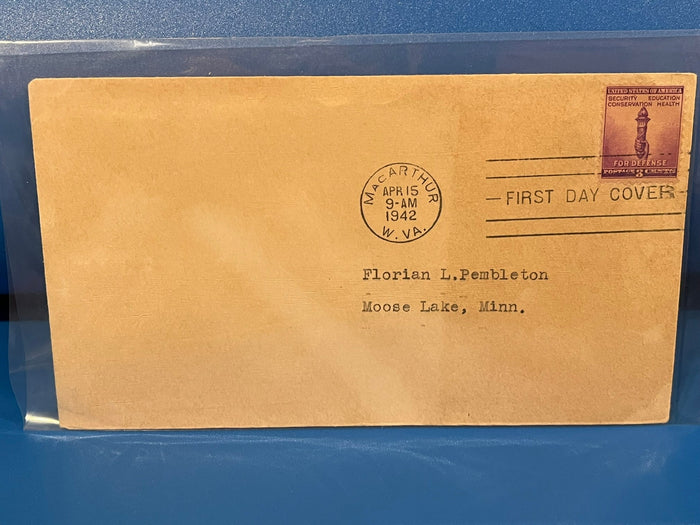 UNITED STATES OF AMERICA
SECURITY EDUCATION
CONSERVATION HEALTH
FOR DEFENSE
POSTAGE 3 CENTS
MACARTHUR
APR 15
9-AM
1942
W. VA.
FIRST DAY COVER
Florian L.Pembleton
Moose Lake, Minn.